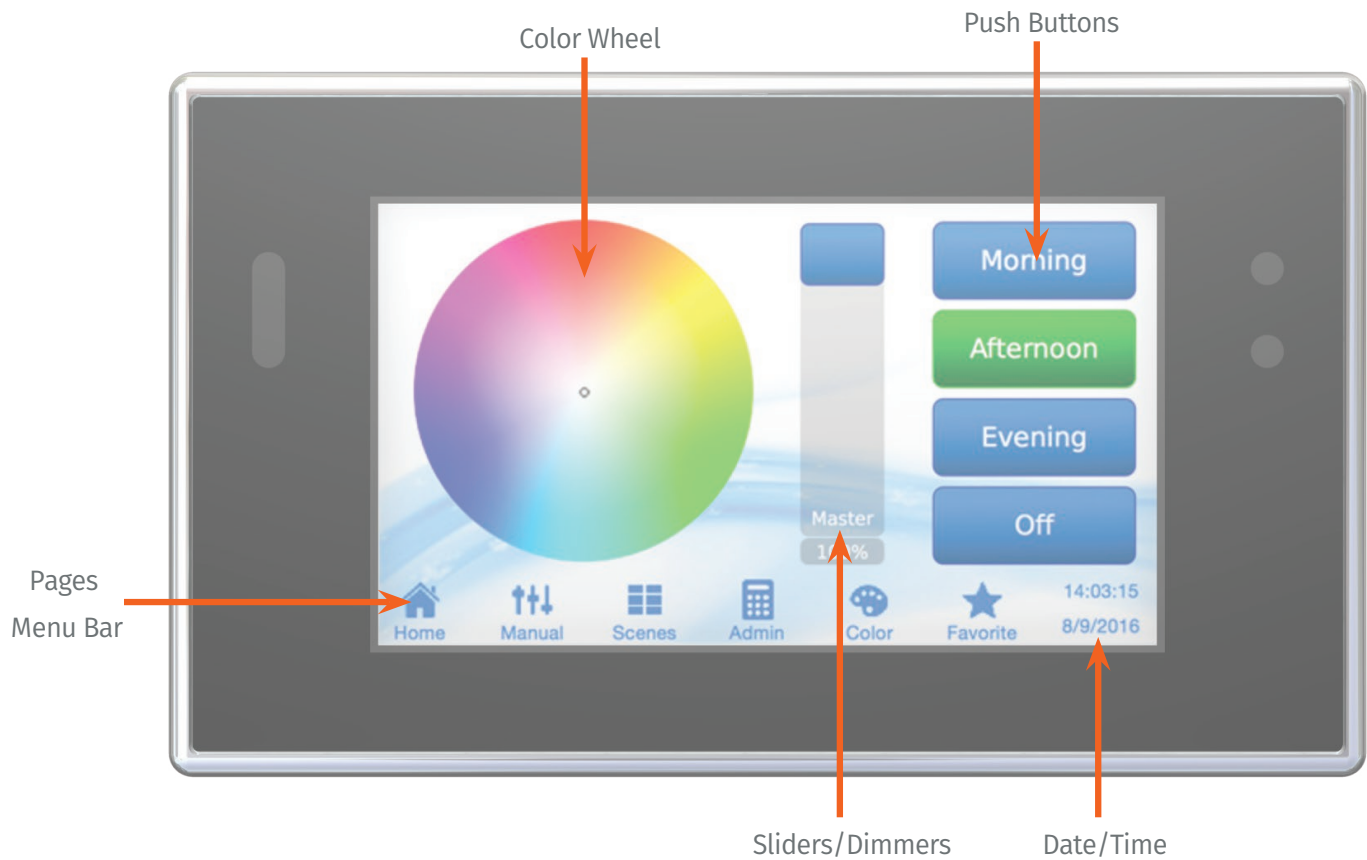 Push Buttons
Color Wheel
Morning
Afternoon
Evening
Off
Master
100%
Pages
Menu Bar
Home
Manual
Scenes
Admin
Color
Favorite
14:03:15
8/9/2016
Sliders/Dimmers
Date/Time